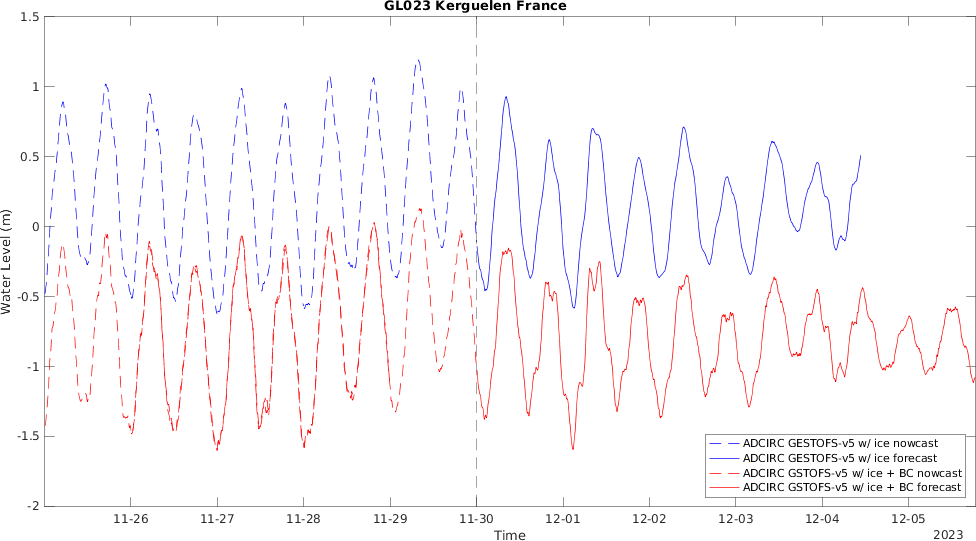 GL023 Kerguelen France
1.5
1
0.5
0
-0.5
-1
-1.5
-2
Water Level (m)
ADCIRC GESTOFS-v5 w/ ice nowcast
ADCIRC GESTOFS-v5 w/ ice forecast
ADCIRC GSTOFS-v5 w/ ice + BC nowcast
ADCIRC GSTOFS-v5 w/ ice + BC forecast
11-26 11-27 11-28 11-29 11-30 12-01 12-02 12-03 12-04 12-05
Time
2023